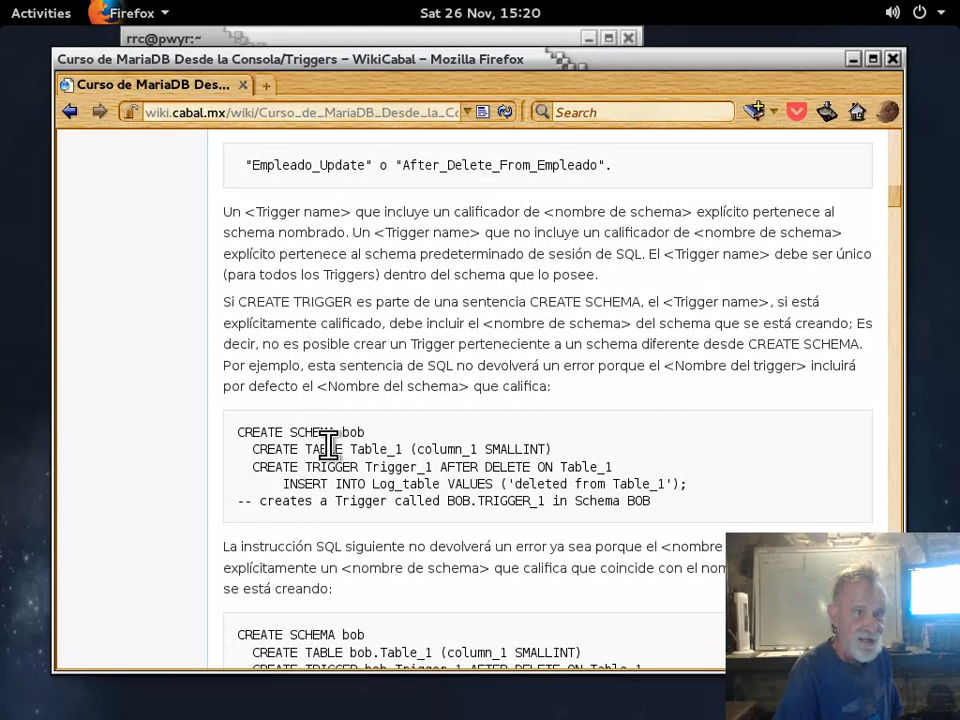 Activities
Firefox
Sat 26 Nov, 15:20
rrc@pwyr:~
Curso de MariaDB Desde la Consola/Triggers − WikiCabal − Mozilla Firefox
Curso de MariaDB Des...
wiki.cabal.mx/wiki/Curso_de_MariaDB_Desde_la_Co
Search
"Empleado_Update" o "After_Delete_From_Empleado".
Un <Trigger name> que incluye un calificador de <nombre de schema> explícito pertenece al
schema nombrado. Un <Trigger name> que no incluye un calificador de <nombre de schema>
explícito pertenece al schema predeterminado de sesión de SQL. El <Trigger name> debe ser único
(para todos los Triggers) dentro del schema que lo posee.
Si CREATE TRIGGER es parte de una sentencia CREATE SCHEMA, el <Trigger name>, si está
explícitamente calificado, debe incluir el <nombre de schema> del schema que se está creando; Es
decir, no es posible crear un Trigger perteneciente a un schema diferente desde CREATE SCHEMA.
Por ejemplo, esta sentencia de SQL no devolverá un error porque el <Nombre del trigger> incluirá
por defecto el <Nombre del schema> que califica:
CREATE SCHEMA bob
CREATE TABLE Table_1 (column_1 SMALLINT)
CREATE TRIGGER Trigger_1 AFTER DELETE ON Table_1
INSERT INTO Log_table VALUES ('deleted from Table_1');
-- creates a Trigger called BOB.TRIGGER_1 in Schema BOB
La instrucción SQL siguiente no devolverá un error ya sea porque el <nombre
explícitamente un <nombre de schema> que califica que coincide con el nom
se está creando:
CREATE SCHEMA bob
CREATE TABLE bob.Table_1 (column_1 SMALLINT)
CREATE TRIGGER bob.Trigger_1 AFTER DELETE ON Table_1